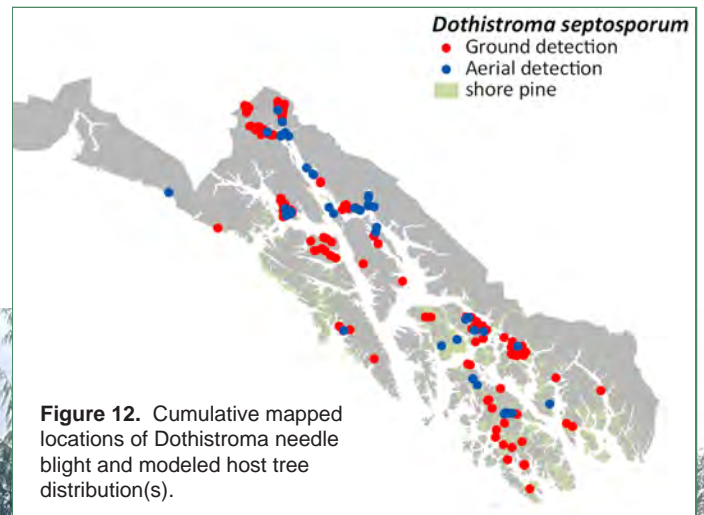 Dothistroma septosporum
Ground detection
Aerial detection
shore pine
Figure 12. Cumulative mapped
locations of Dothistroma needle
blight and modeled host tree
distribution(s).